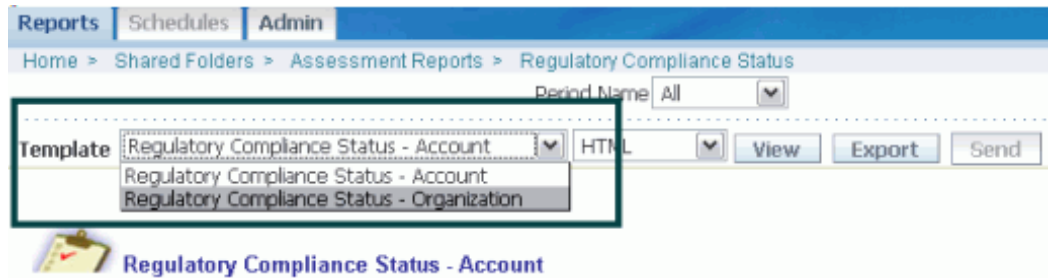 Reports Schedules Admin
Home > Shared Folders > Assessment Reports > Regulatory Compliance Status
Period Name All
Template Regulatory Compliance Status - Account HTML View Export Send
Regulatory Compliance Status - Account
Regulatory Compliance Status - Organization
Regulatory Compliance Status - Account